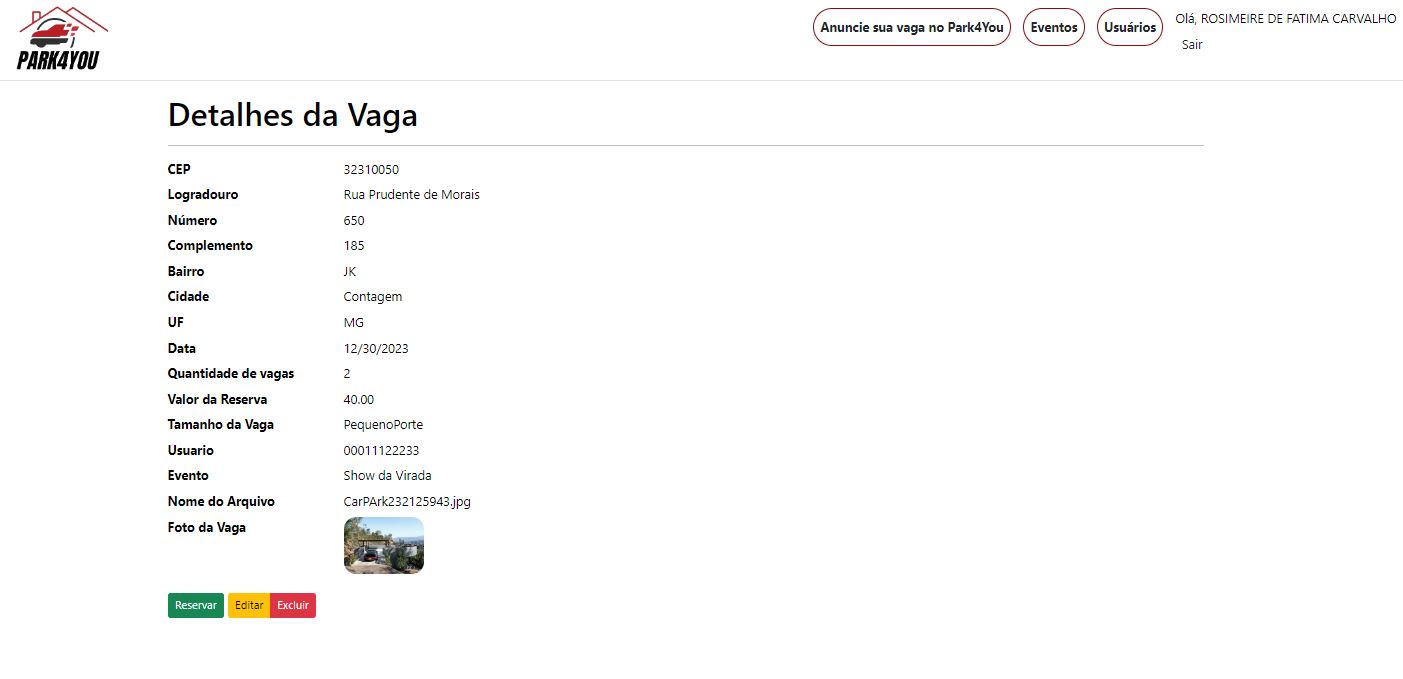 PARK4YOU
Anuncie sua vaga no Park4You
Eventos
Usuários
Olá, ROSIMEIRE DE FATIMA CARVALHO
Sair
Detalhes da Vaga
CEP 32310050
Logradouro Rua Prudente de Morais
Número 650
Complemento 185
Bairro JK
Cidade Contagem
UF MG
Data 12/30/2023
Quantidade de vagas 2
Valor da Reserva 40.00
Tamanho da Vaga PequenoPorte
Usuario 00011122233
Evento Show da Virada
Nome do Arquivo CarPArk232125943.jpg
Foto da Vaga
Reservar Editar Excluir